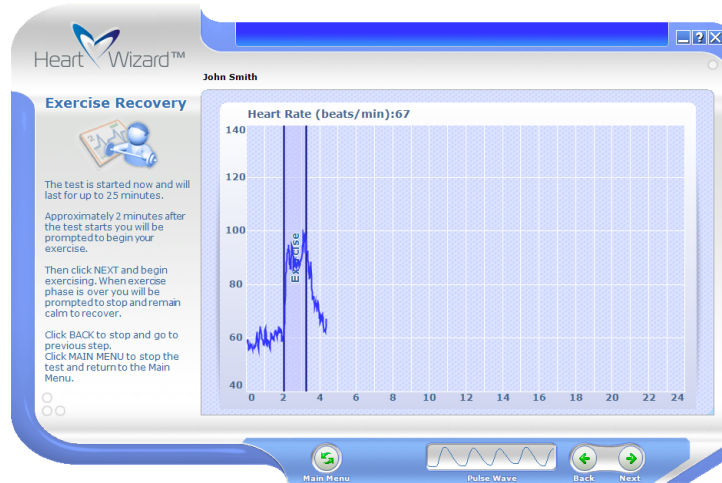 Heart Wizard™
John Smith
Exercise Recovery
The test is started now and will
last for up to 25 minutes.
Approximately 2 minutes after
the test starts you will be
prompted to begin your
exercise.
Then click NEXT and begin
exercising. When exercise
phase is over you will be
prompted to stop and remain
calm to recover.
Click BACK to stop and go to
previous step.
Click MAIN MENU to stop the
test and return to the Main
Menu.
Heart Rate (beats/min):67
140
120
100
80
60
40
Exercise
0 2 4 6 8 10 12 14 16 18 20 22 24
Main Menu
Pulse Wave
Back
Next